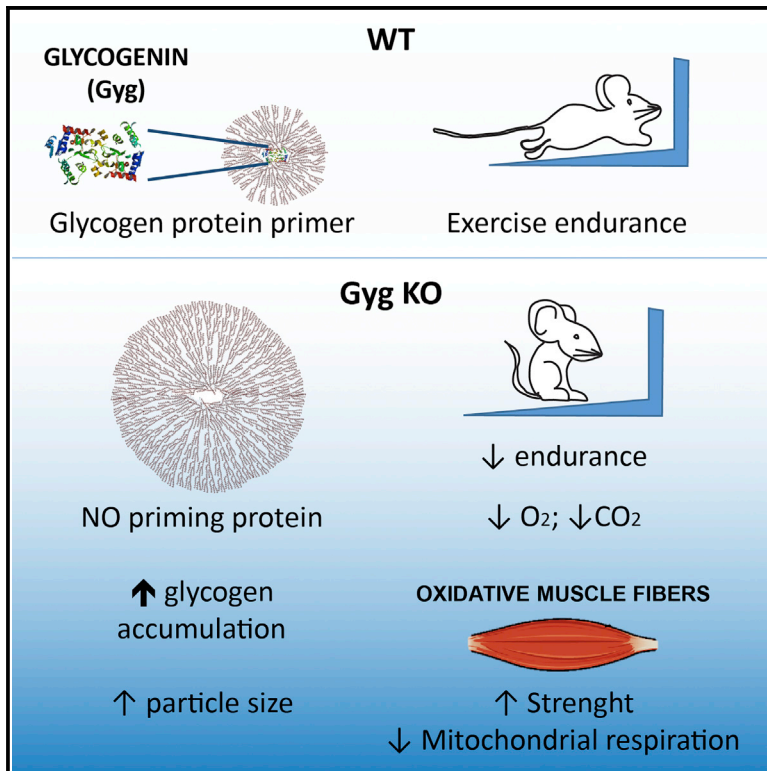 WT
GLYCOGENIN
(Gyg)
Glycogen protein primer
Exercise endurance
Gyg KO
NO priming protein
↓ endurance
↓ O₂; ↓CO₂
↑ glycogen
accumulation
↑ particle size
OXIDATIVE MUSCLE FIBERS
↑ Strenght
↓ Mitochondrial respiration